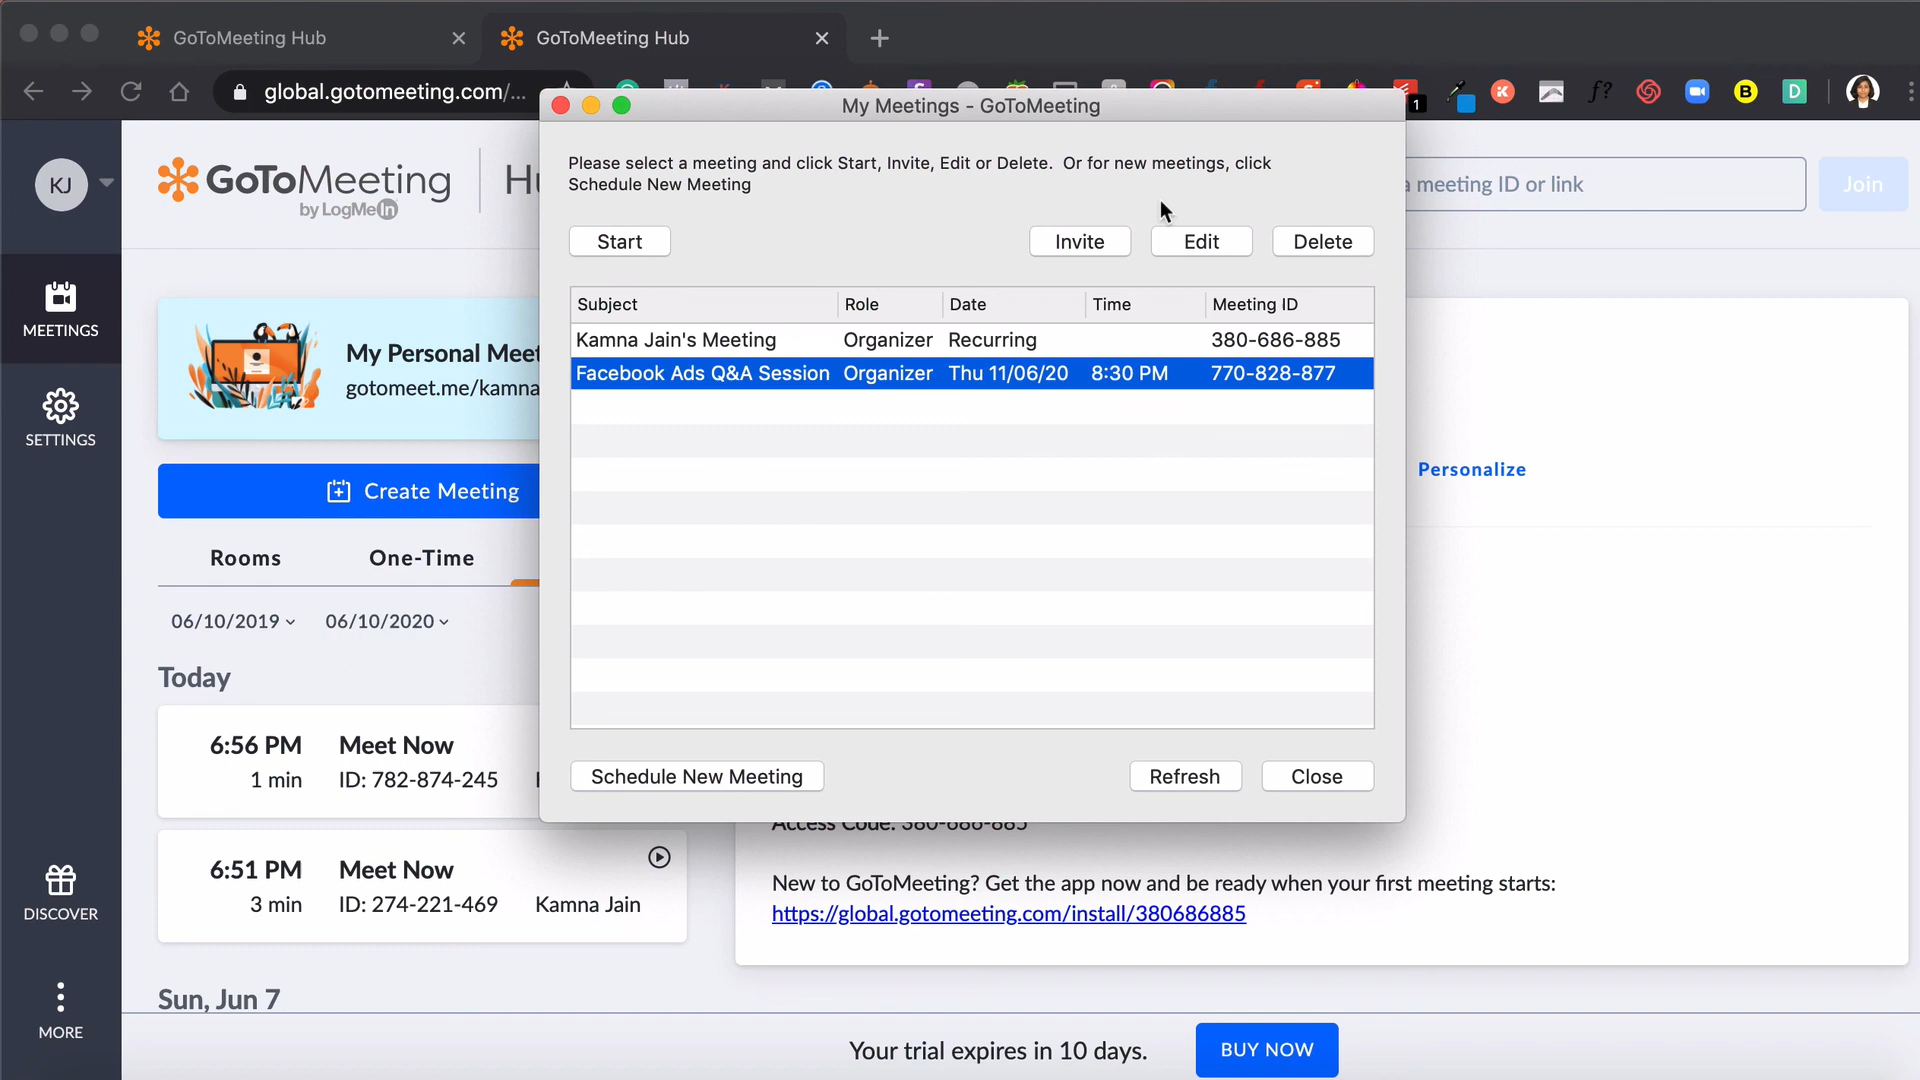 GoToMeeting Hub
GoToMeeting Hub
global.gotomeeting.com/...
1
My Meetings - GoToMeeting
Please select a meeting and click Start, Invite, Edit or Delete. Or for new meetings, click
Schedule New Meeting
KJ
GoToMeeting
by LogMeIn
meeting ID or link
Join
Start
Invite
Edit
Delete
Subject Role Date Time Meeting ID
Kamna Jain's Meeting Organizer Recurring 380-686-885
Facebook Ads Q&A Session Organizer Thu 11/06/20 8:30 PM 770-828-877
MEETINGS
SETTINGS
My Personal
gotomeet.me/kamna
Create Meeting
Personalize
Rooms
One-Time
06/10/2019
06/10/2020
Today
6:56 PM Meet Now
1 min ID: 782-874-245
Schedule New Meeting
Refresh
Close
Access Code: 380-686-885
6:51 PM Meet Now
3 min ID: 274-221-469 Kamna Jain
New to GoToMeeting? Get the app now and be ready when your first meeting starts:
https://global.gotomeeting.com/install/380686885
DISCOVER
Sun, Jun 7
MORE
Your trial expires in 10 days.
BUY NOW